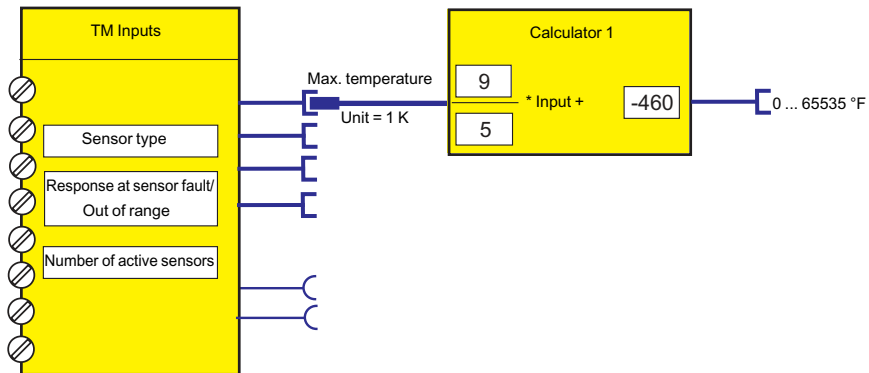 TM Inputs
Sensor type
Response at sensor fault/
Out of range
Number of active sensors
Max. temperature
Unit = 1 K
Calculator 1
9
5
* Input +
-460
0 ... 65535 °F